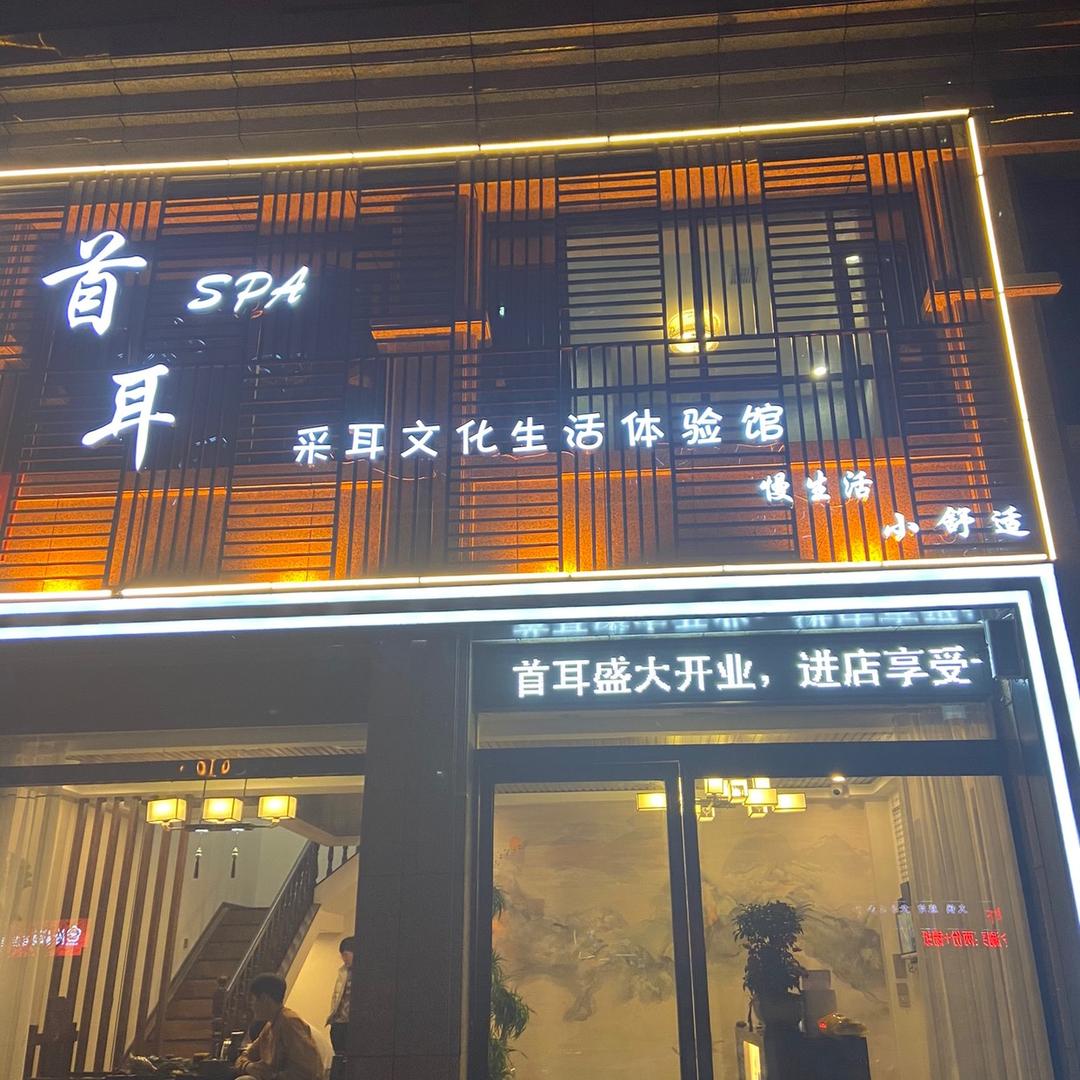 首耳
SPA
采耳文化生活体验馆
慢生活
小舒适
首耳盛大开业，进店享受